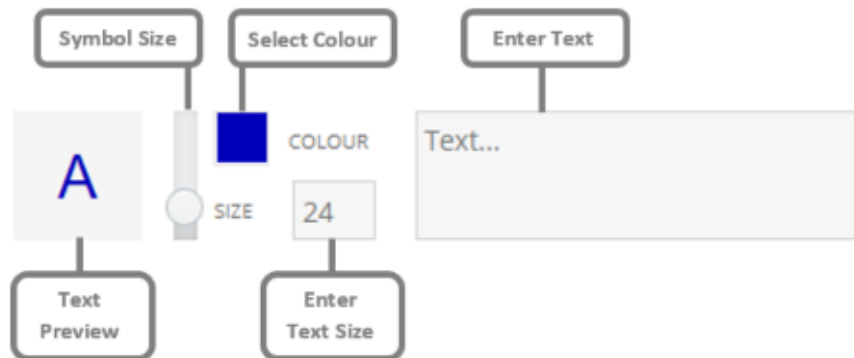 Symbol Size
Select Colour
Enter Text
COLOUR
Text...
A
SIZE
24
Text
Preview
Enter
Text Size